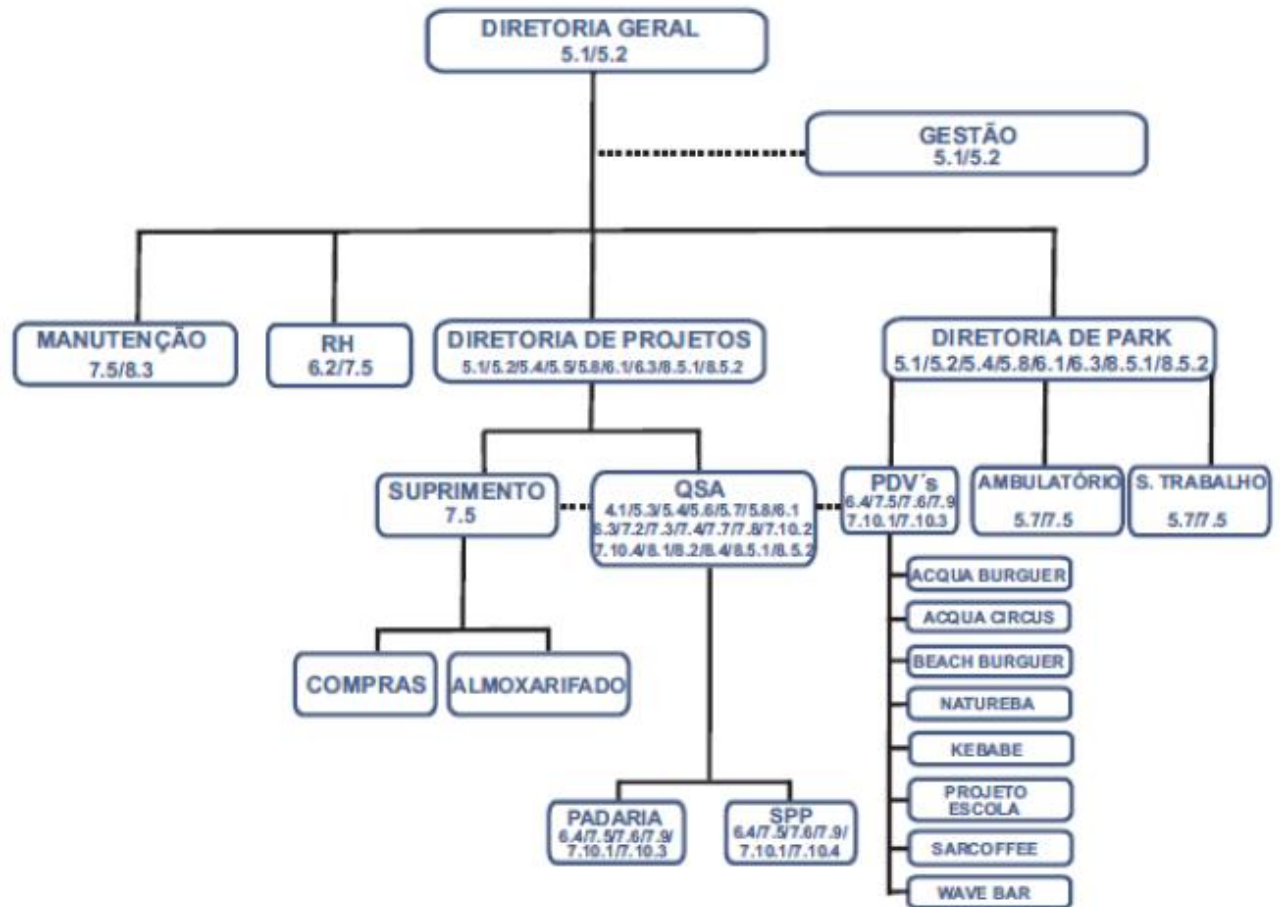 DIRETORIA GERAL
5.1/5.2
GESTÃO
5.1/5.2
MANUTENÇÃO
7.5/8.3
RH
6.2/7.5
DIRETORIA DE PROJETOS
5.1/5.2/5.4/5.5/5.8/6.1/6.3/8.5.1/8.5.2
DIRETORIA DE PARK
5.1/5.2/5.4/5.8/6.1/6.3/8.5.1/8.5.2
SUPRIMENTO
7.5
QSA
4.1/5.3/5.4/5.6/5.7/5.8/6.1
6.3/7.2/7.3/7.4/7.7/7.8/7.10.2
7.10.4/8.1/8.2/8.4/8.5.1/8.5.2
PDV´s
6.4/7.5/7.6/7.9
7.10.1/7.10.3
AMBULATÓRIO
5.7/7.5
S. TRABALHO
5.7/7.5
ACQUA BURGUER
ACQUA CIRCUS
BEACH BURGUER
NATUREBA
KEBABE
PROJETO
ESCOLA
SARCOFFEE
WAVE BAR
COMPRAS
ALMOXARIFADO
PADARIA
6.4/7.5/7.6/7.9/
7.10.1/7.10.3
SPP
6.4/7.5/7.6/7.9/
7.10.1/7.10.4